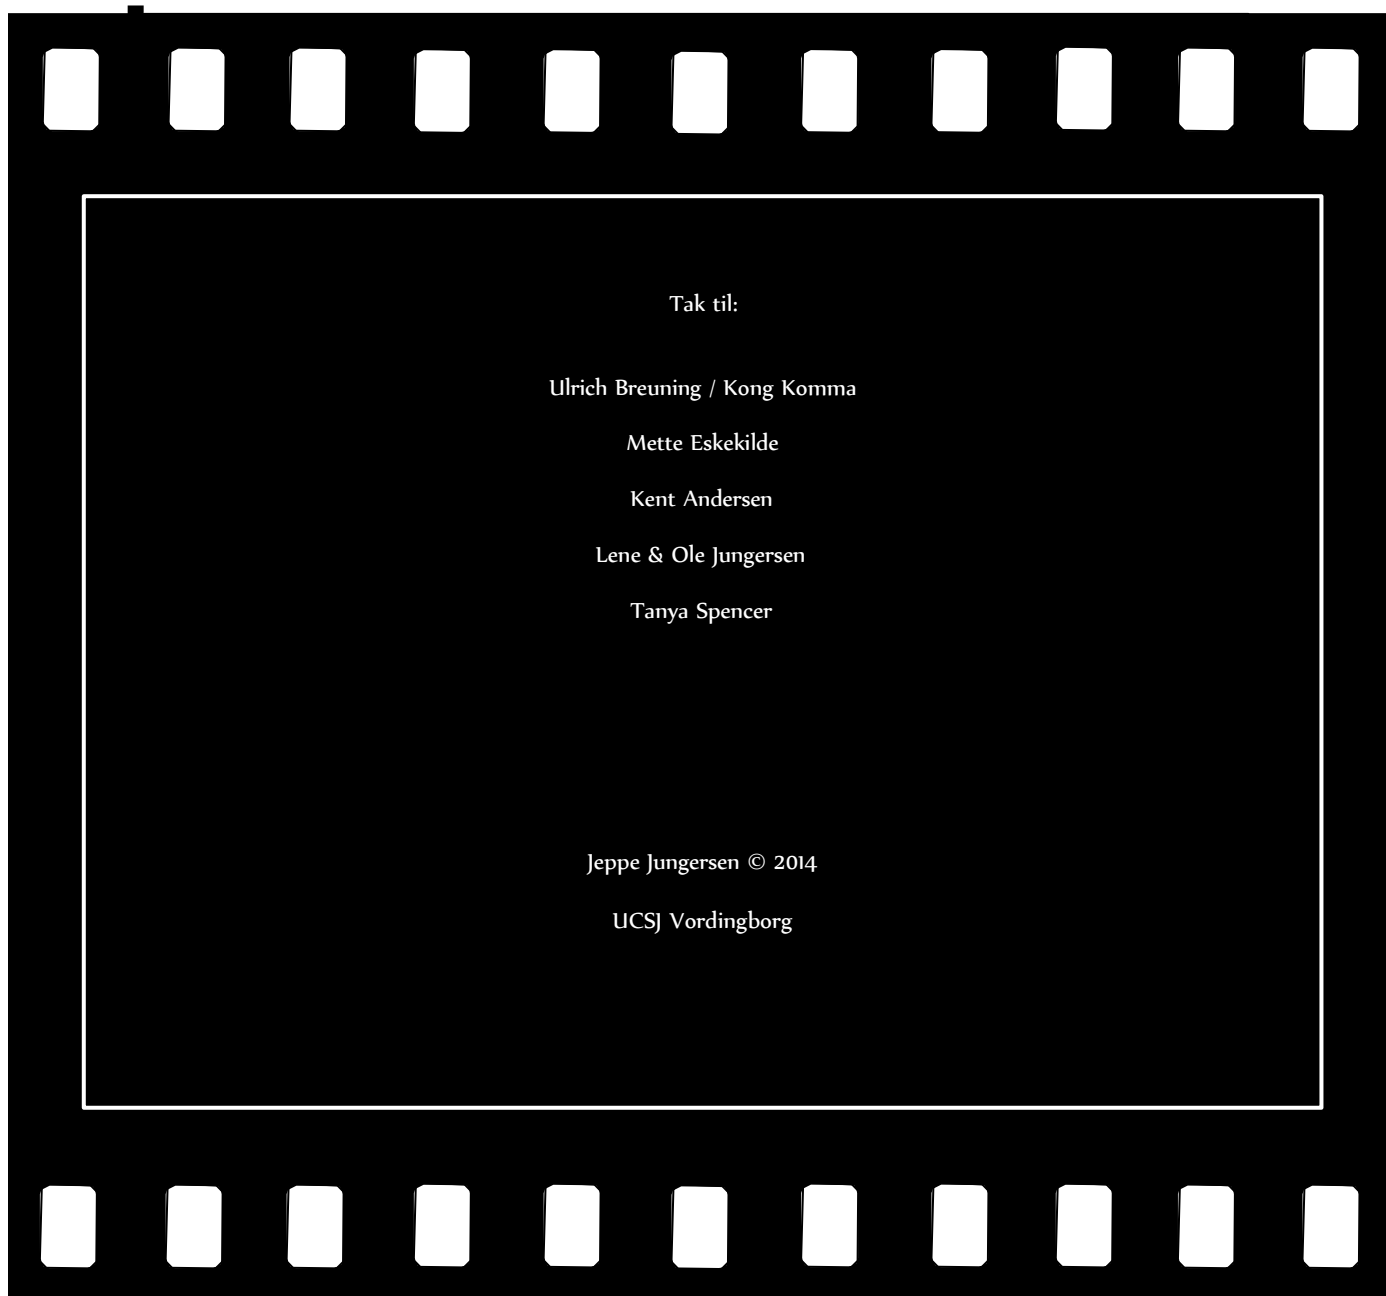 Tak til:
Ulrich Breuning / Kong Komma
Mette Eskekilde
Kent Andersen
Lene & Ole Jungersen
Tanya Spencer
Jeppe Jungersen © 2014
UCSJ Vordingborg